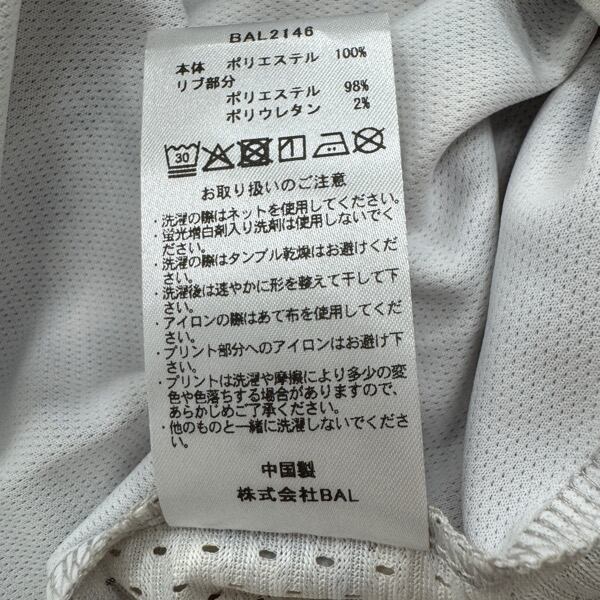 BAL2146
本体 ポリエステル 100%
リブ部分
ポリエステル 98%
ポリウレタン 2%
30
お取り扱いのご注意
・洗濯の際はネットを使用してください。
・蛍光増白剤入り洗剤は使用しないでく
ださい。
・洗濯の際はタンブル乾燥はお避けくだ
さい。
・洗濯後は速やかに形を整えて干して下
さい。
・アイロンの際はあて布を使用して下さ
い。
・プリント部分へのアイロンはお避け下
さい。
・プリントは洗濯や摩擦により多少の変
色や色落ちする場合がありますので、
あらかじめご了承ください。
・他のものと一緒に洗濯しないでくださ
い。
中国製
株式会社BAL